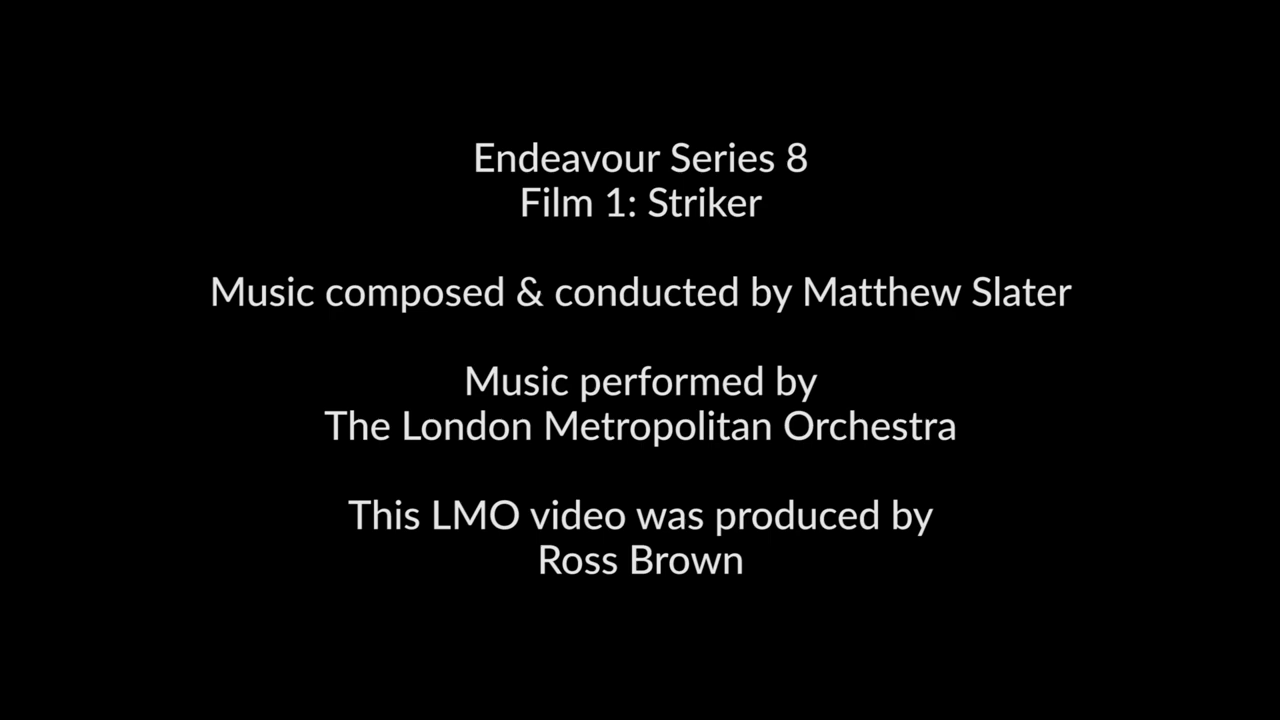 Endeavour Series 8
Film 1: Striker
Music composed & conducted by Matthew Slater
Music performed by
The London Metropolitan Orchestra
This LMO video was produced by
Ross Brown